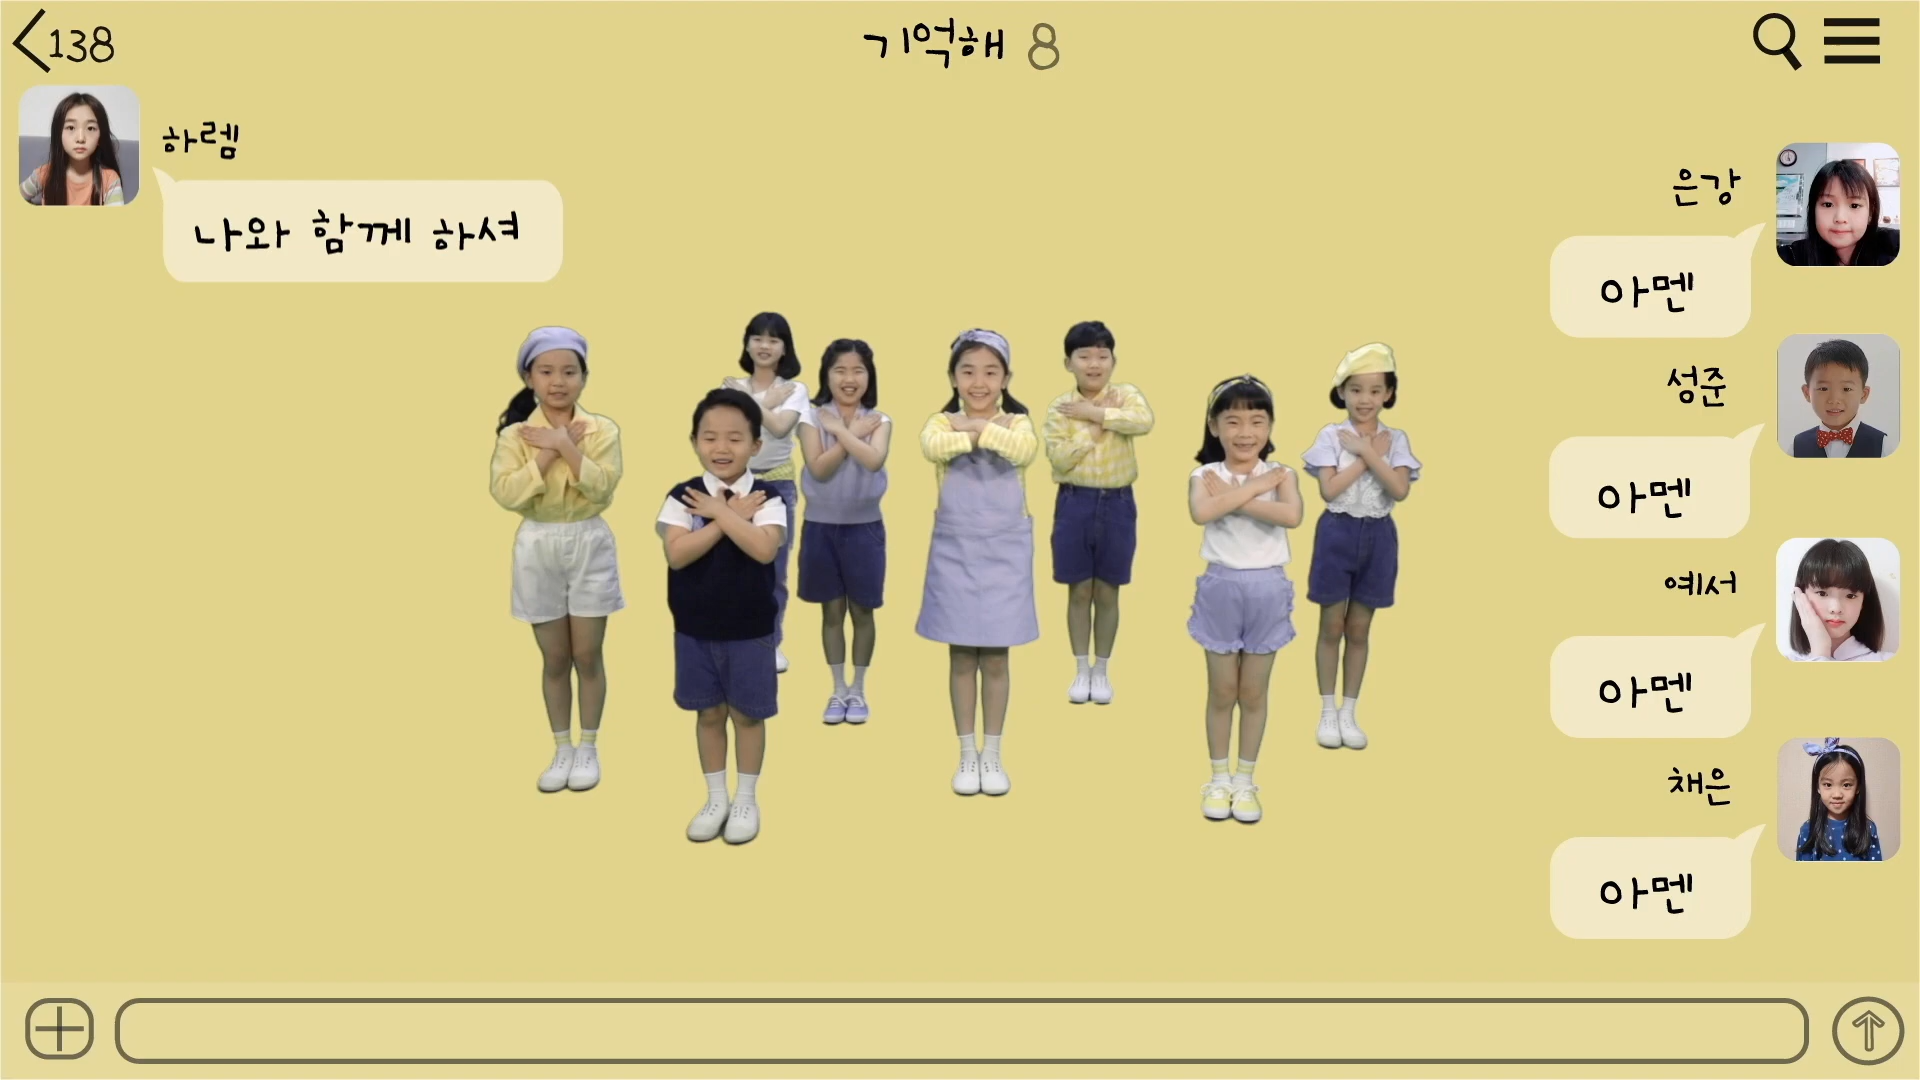 138
기억해 8
하렘
나와 함께 하셔
은강
아멘
성준
아멘
예서
아멘
채은
아멘